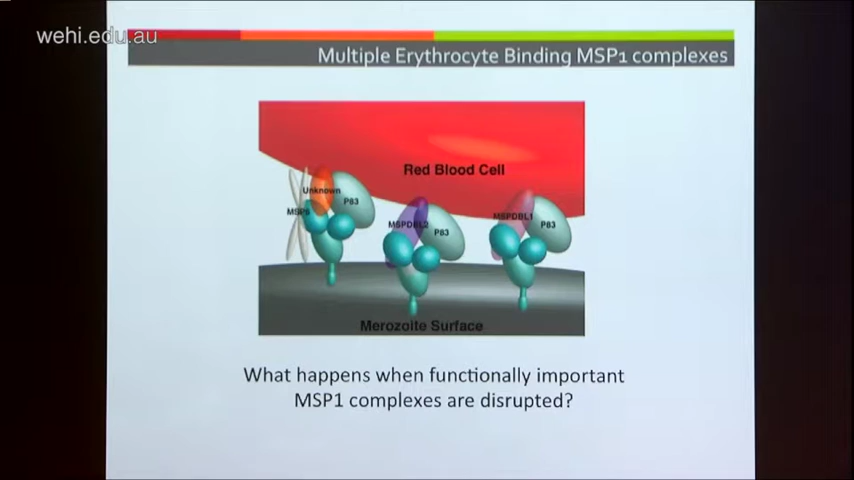 wehi.edu.au
Multiple Erythrocyte Binding MSP1 complexes
Red Blood Cell
Unknown
P83
MSP6
MSPDBL2
P83
MSPDBL1
P83
Merozoite Surface
What happens when functionally important
MSP1 complexes are disrupted?